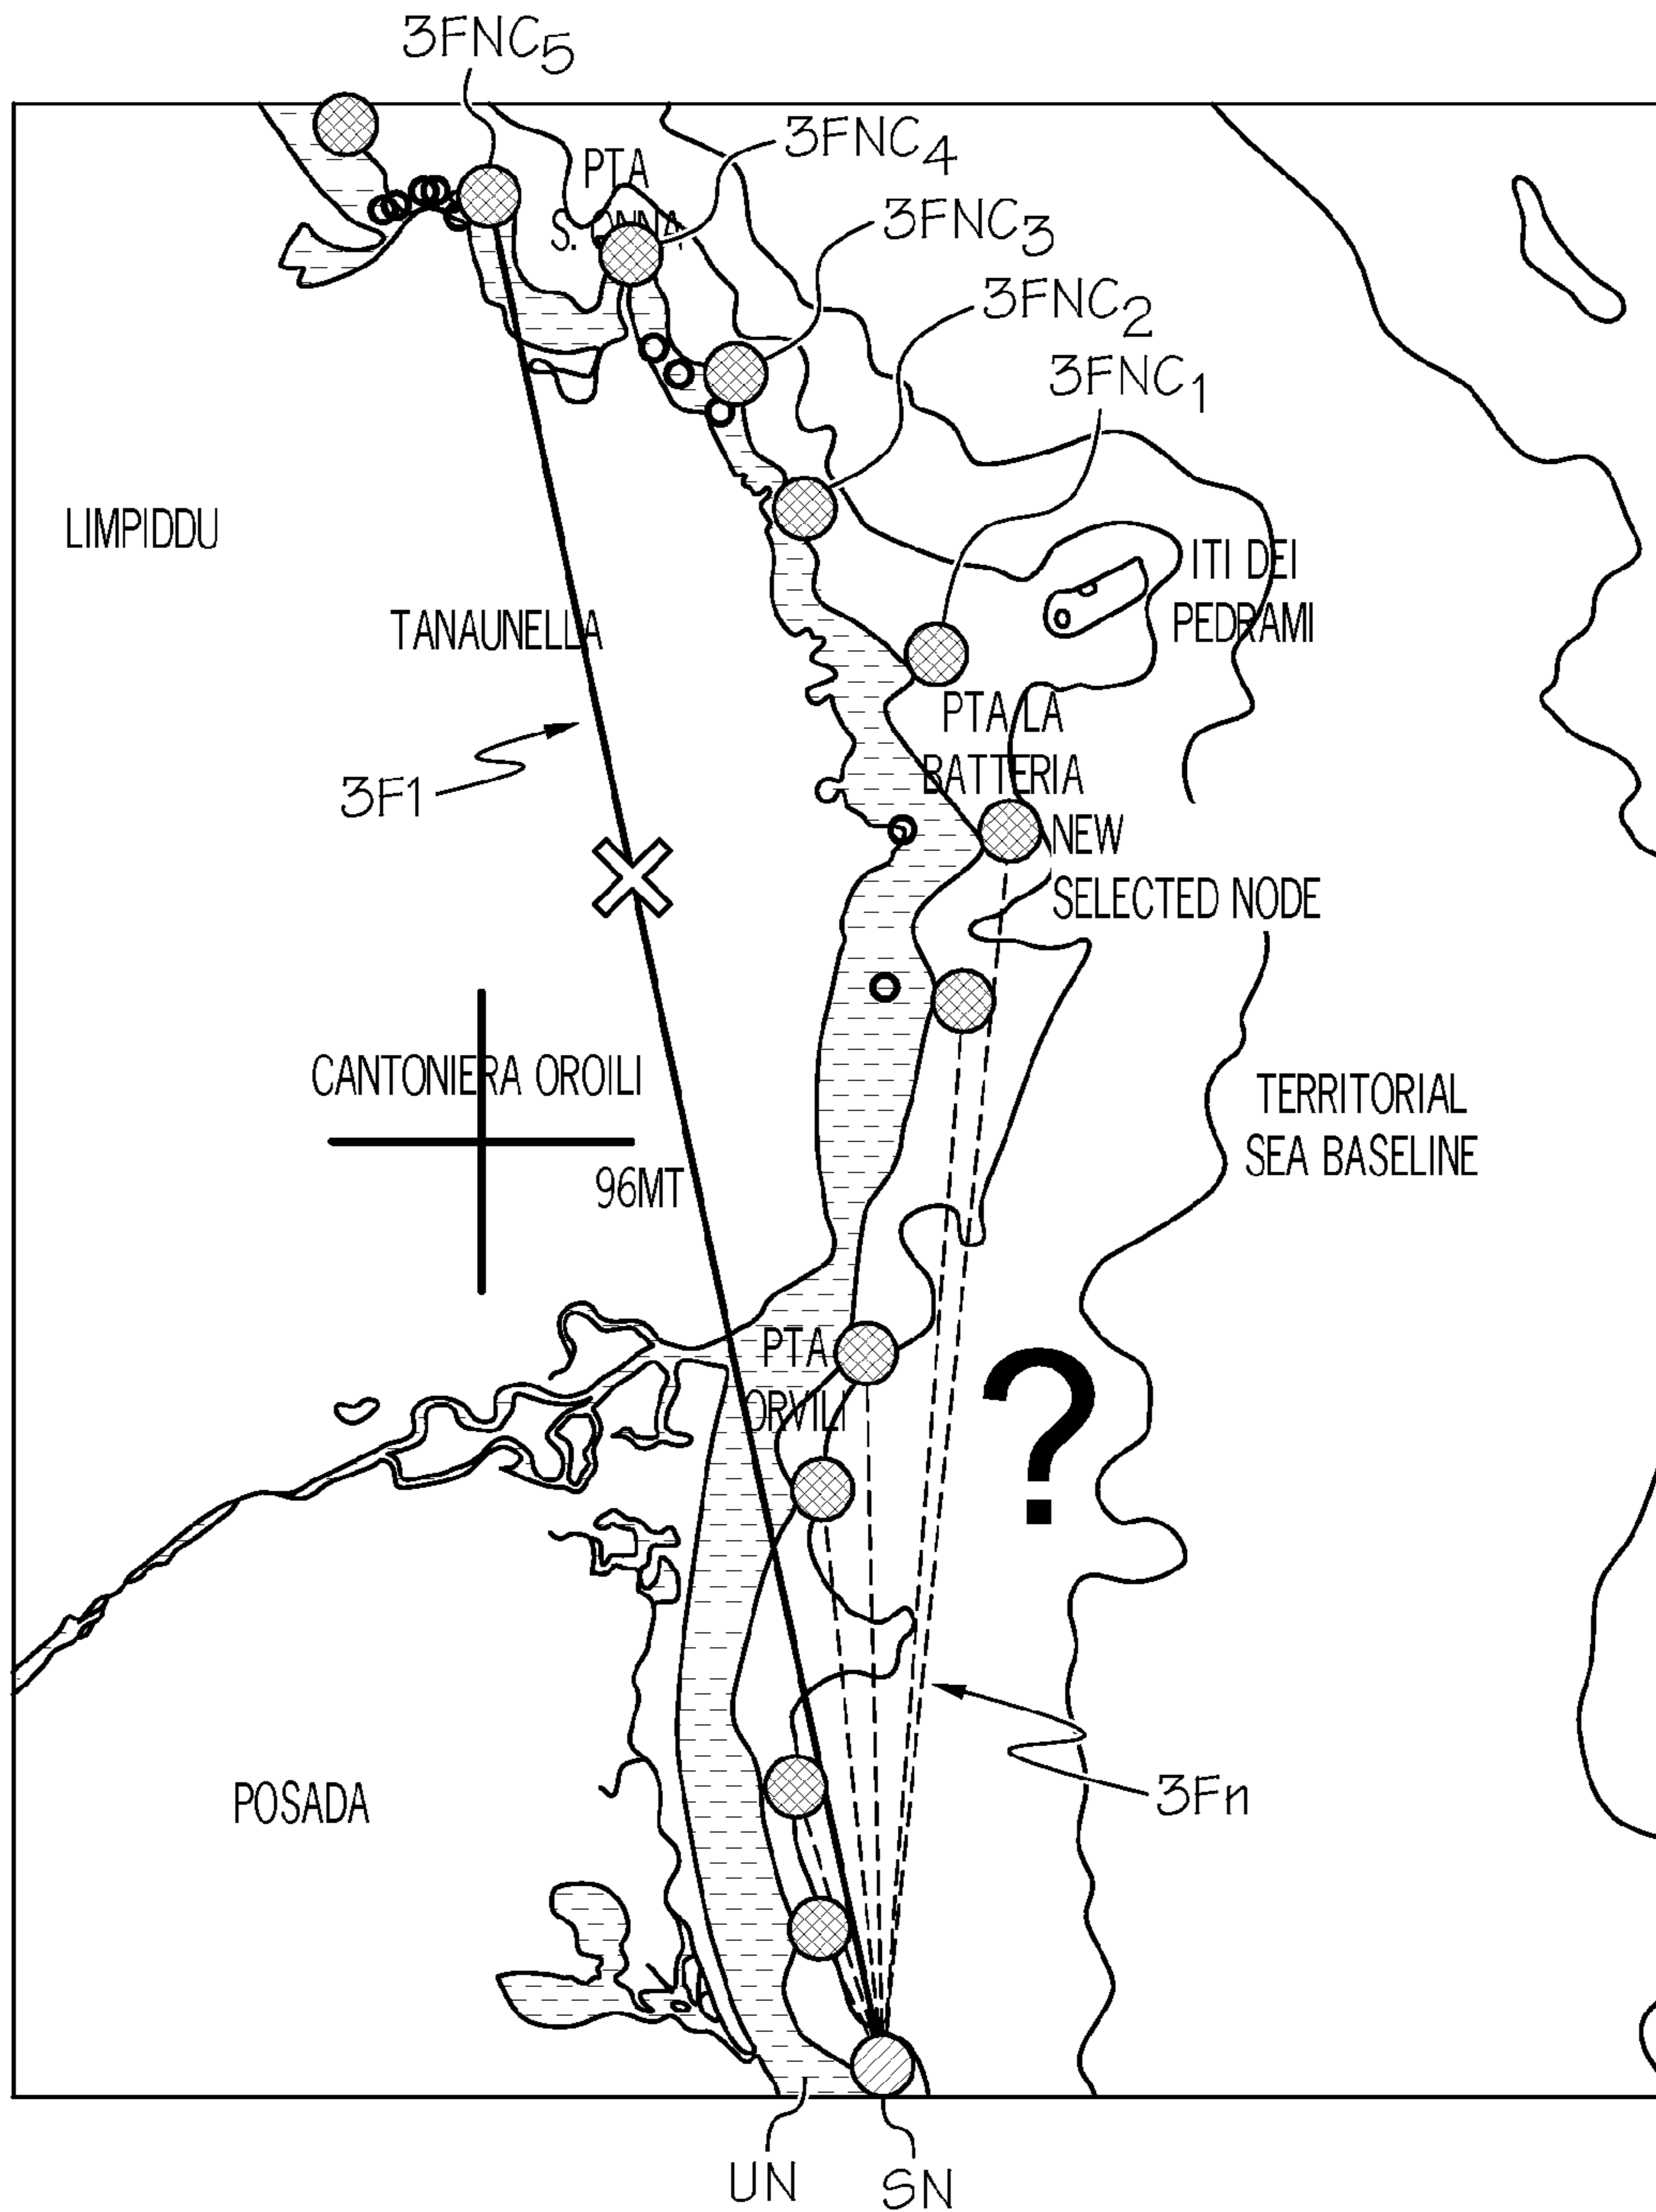 3FNC5
3FNC4
PTA
S. ONNA
3FNC3
3FNC2
3FNC1
LIMPIDDU
ITI DEI
PEDRAMI
TANAUNELLA
PTA LA
BATTERIA
3F1
NEW
SELECTED NODE
CANTONIERA OROILI
TERRITORIAL
SEA BASELINE
96MT
PTA
ORVILI
?
POSADA
3Fn
UN
SN